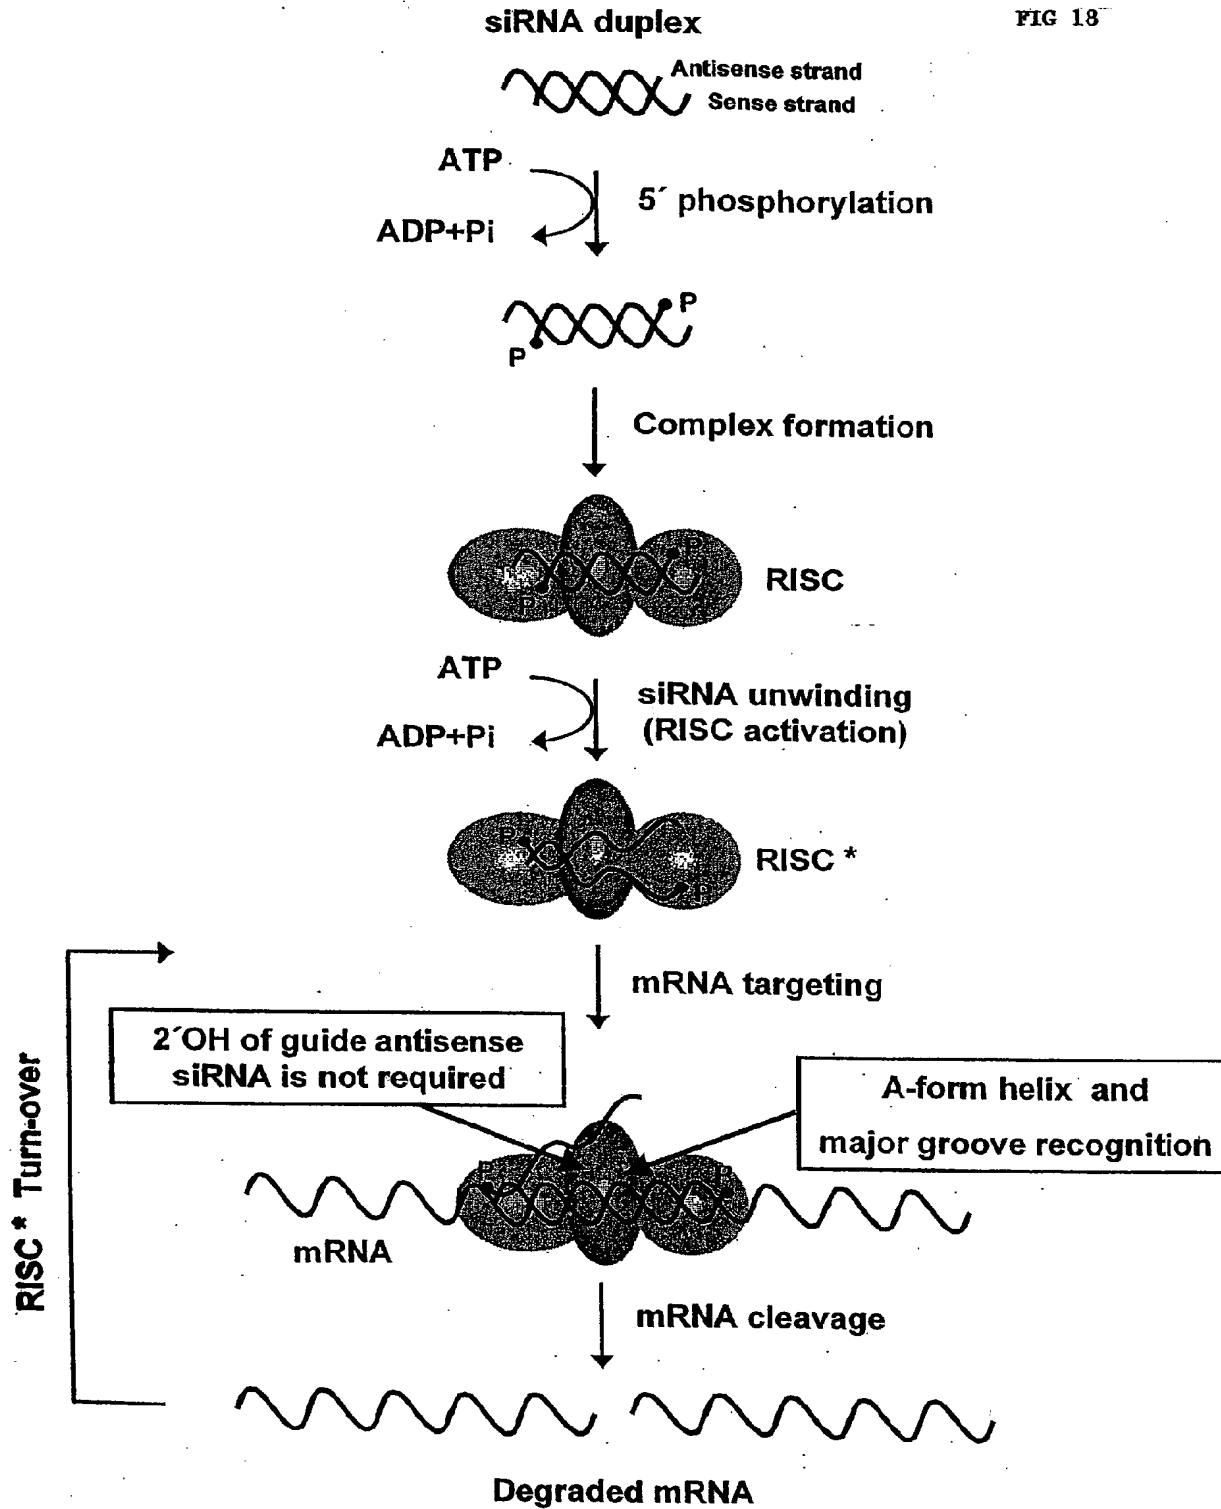 FIG 18
siRNA duplex
Antisense strand
Sense strand
ATP
5´ phosphorylation
ADP+Pi
P
P
Complex formation
P
RISC
P
ATP
siRNA unwinding
(RISC activation)
ADP+Pi
P
RISC *
P
mRNA targeting
2´OH of guide antisense
siRNA is not required
A-form helix and
major groove recognition
P
P
mRNA
RISC * Turn-over
mRNA cleavage
Degraded mRNA